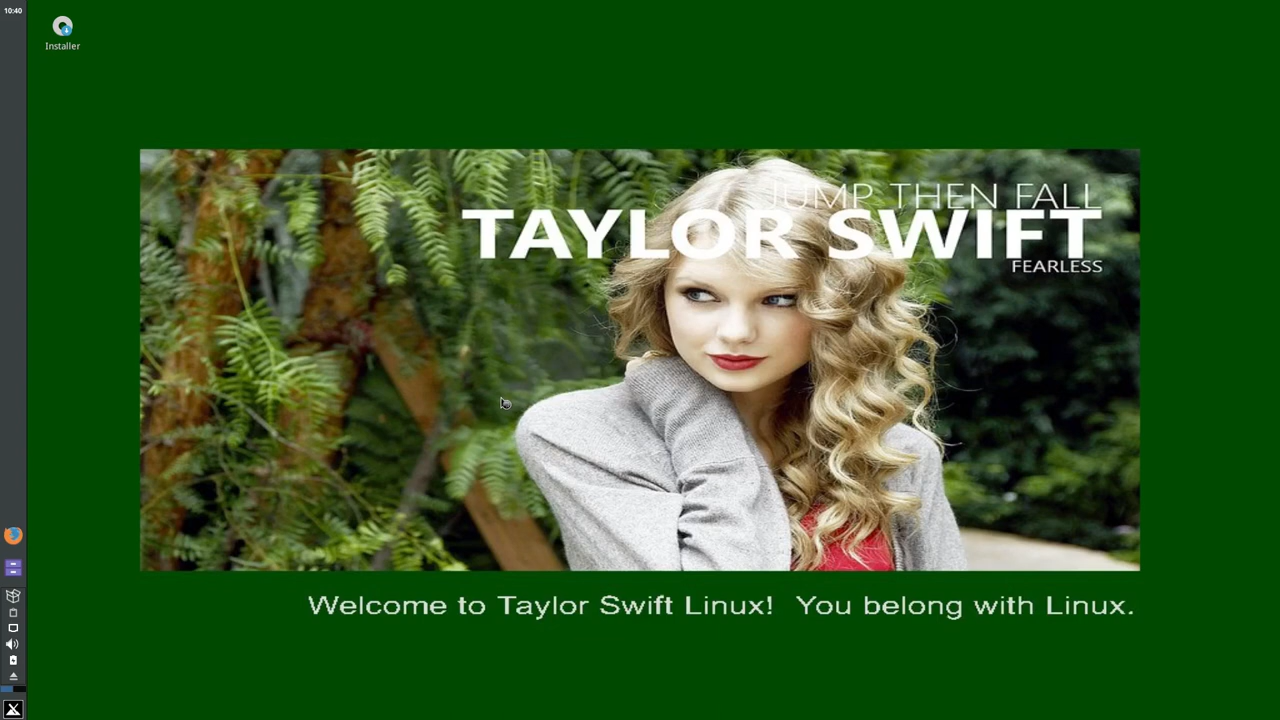 10:40
Installer
JUMP THEN FALL
TAYLOR SWIFT
FEARLESS
Welcome to Taylor Swift Linux!  You belong with Linux.